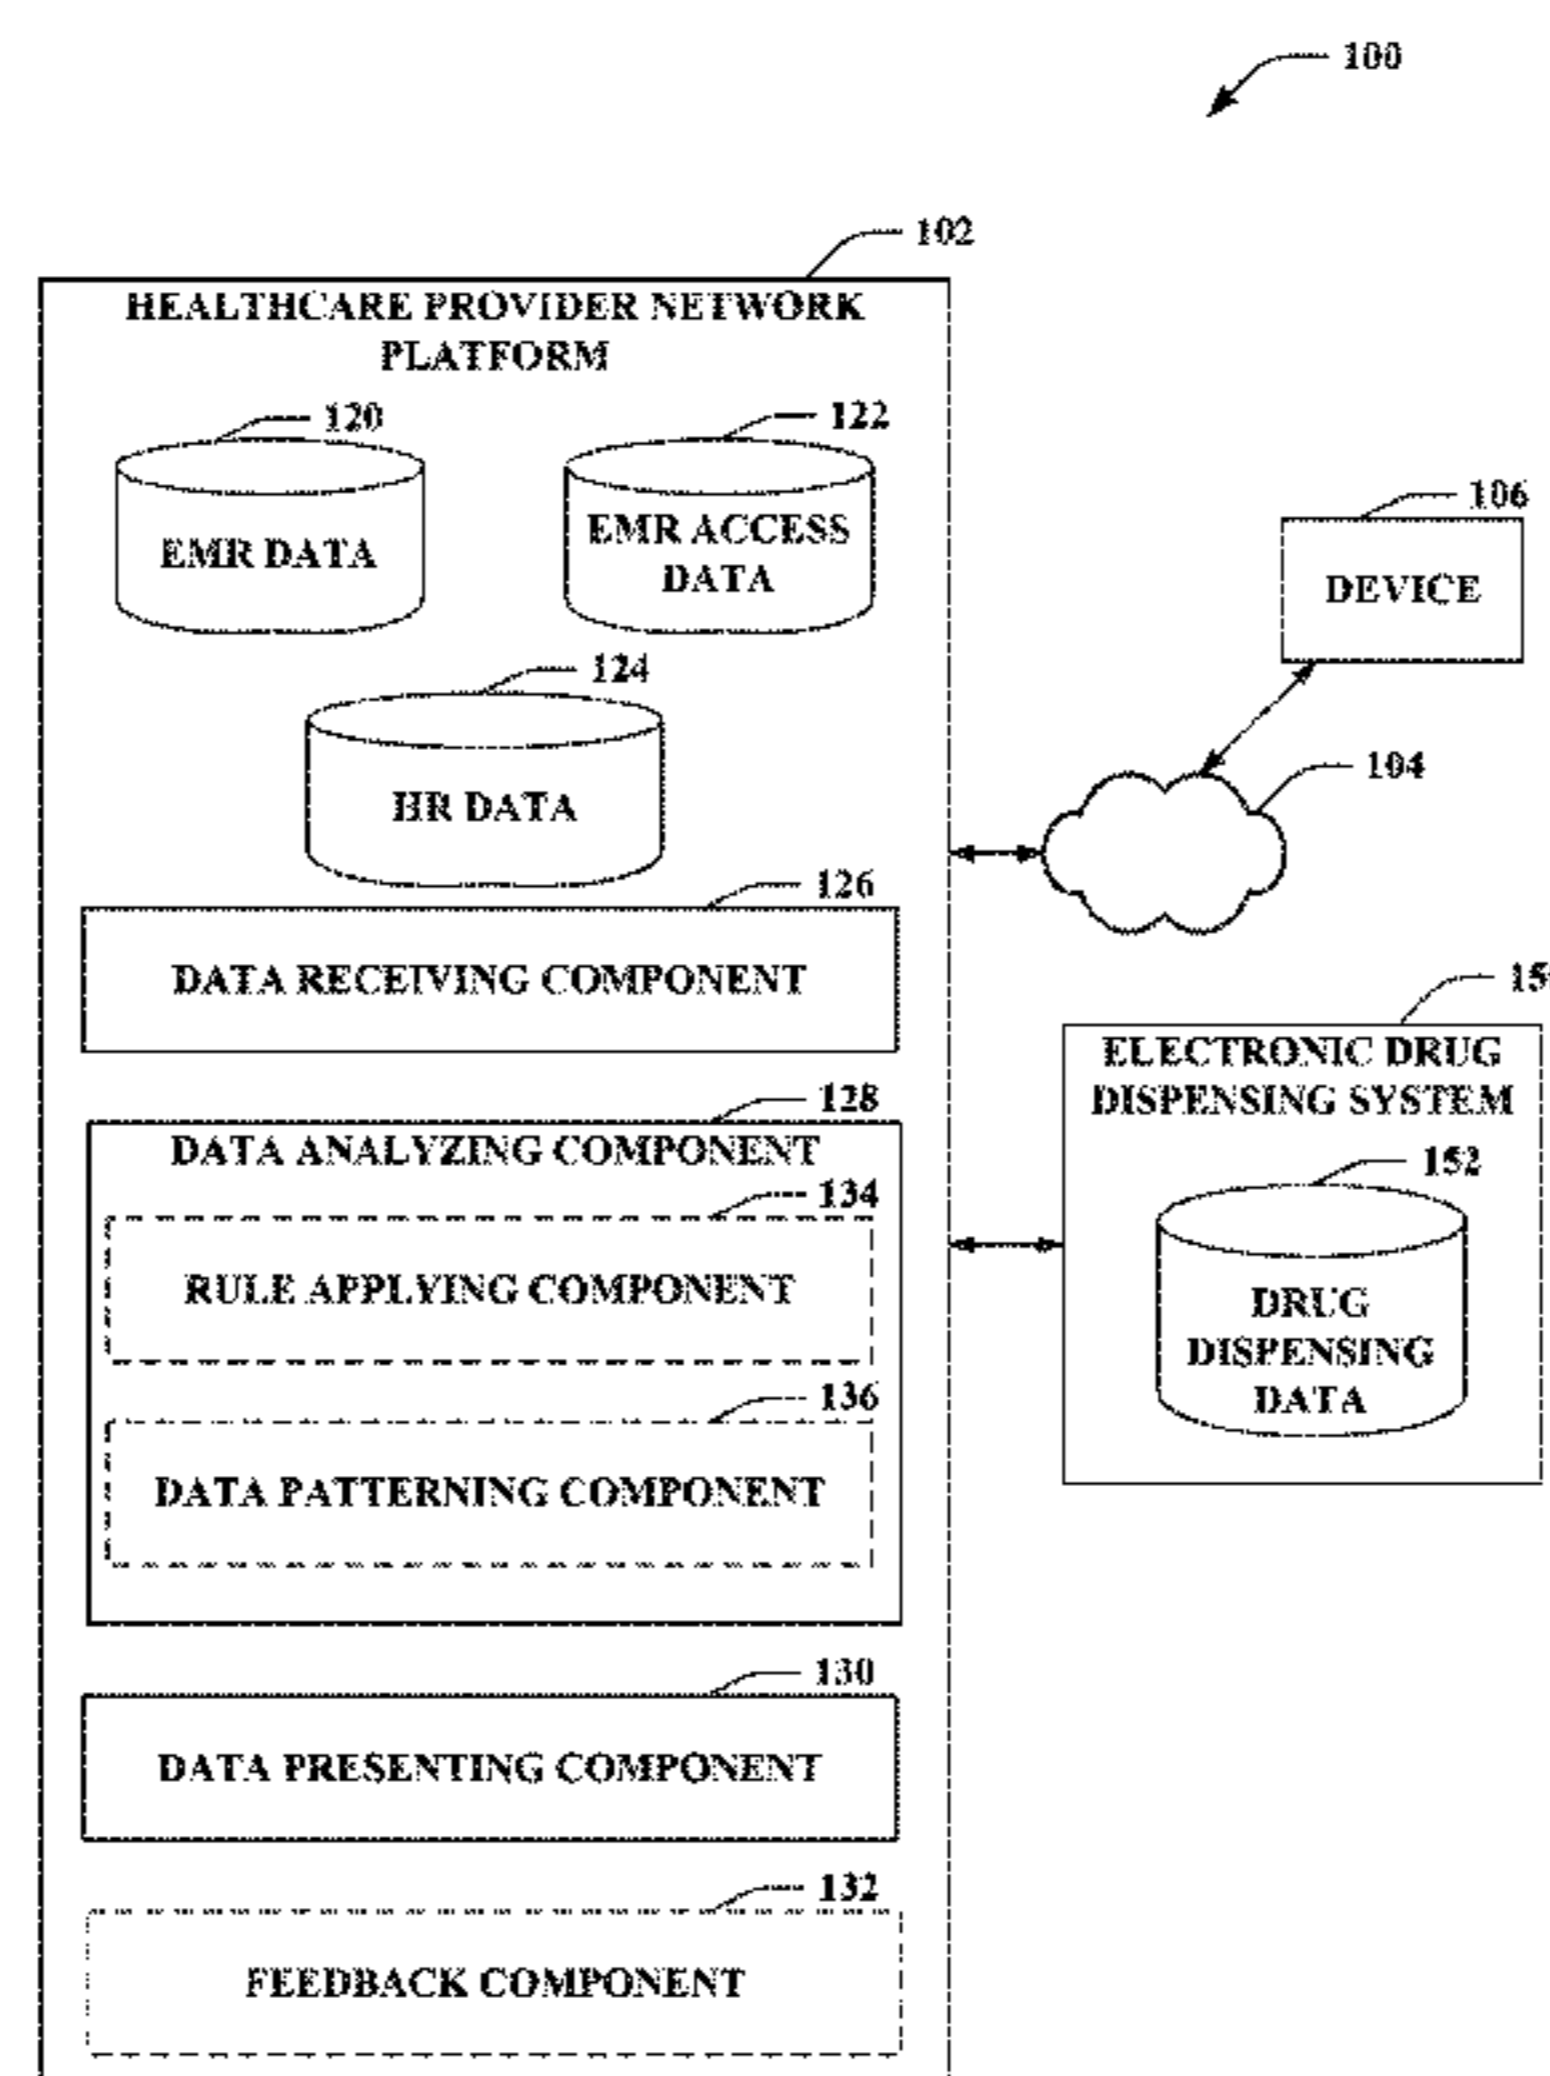 100
102
HEALTHCARE PROVIDER NETWORK
PLATFORM
120
122
EMR DATA
EMR ACCESS
DATA
106
DEVICE
124
HR DATA
104
126
DATA RECEIVING COMPONENT
15
ELECTRONIC DRUG
DISPENSING SYSTEM
128
DATA ANALYZING COMPONENT
152
134
RULE APPLYING COMPONENT
DRUG
DISPENSING
DATA
136
DATA PATTERNING COMPONENT
130
DATA PRESENTING COMPONENT
132
FEEDBACK COMPONENT